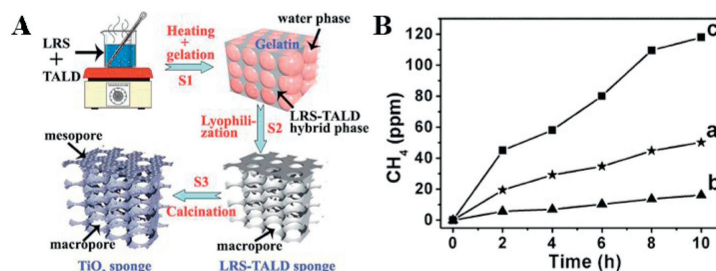 A
LRS
+
TALD
Heating
+
gelation
S1
water phase
Gelatin
LRS-TALD
hybrid phase
Lyophili-
zation
S2
mesopore
S3
Calcination
macropore
macropore
TiO₂ sponge
LRS-TALD sponge
B
CH₄ (ppm)
120
100
80
60
40
20
0
c
a
b
0 2 4 6 8 10
Time (h)